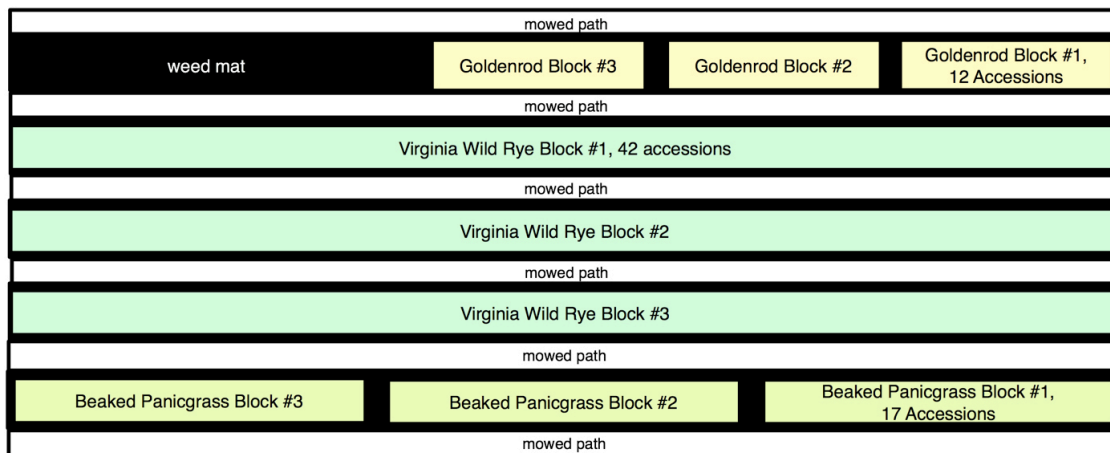 mowed path
weed mat
Goldenrod Block #3
Goldenrod Block #2
Goldenrod Block #1,
12 Accessions
mowed path
Virginia Wild Rye Block #1, 42 accessions
mowed path
Virginia Wild Rye Block #2
mowed path
Virginia Wild Rye Block #3
mowed path
Beaked Panicgrass Block #3
Beaked Panicgrass Block #2
Beaked Panicgrass Block #1,
17 Accessions
mowed path